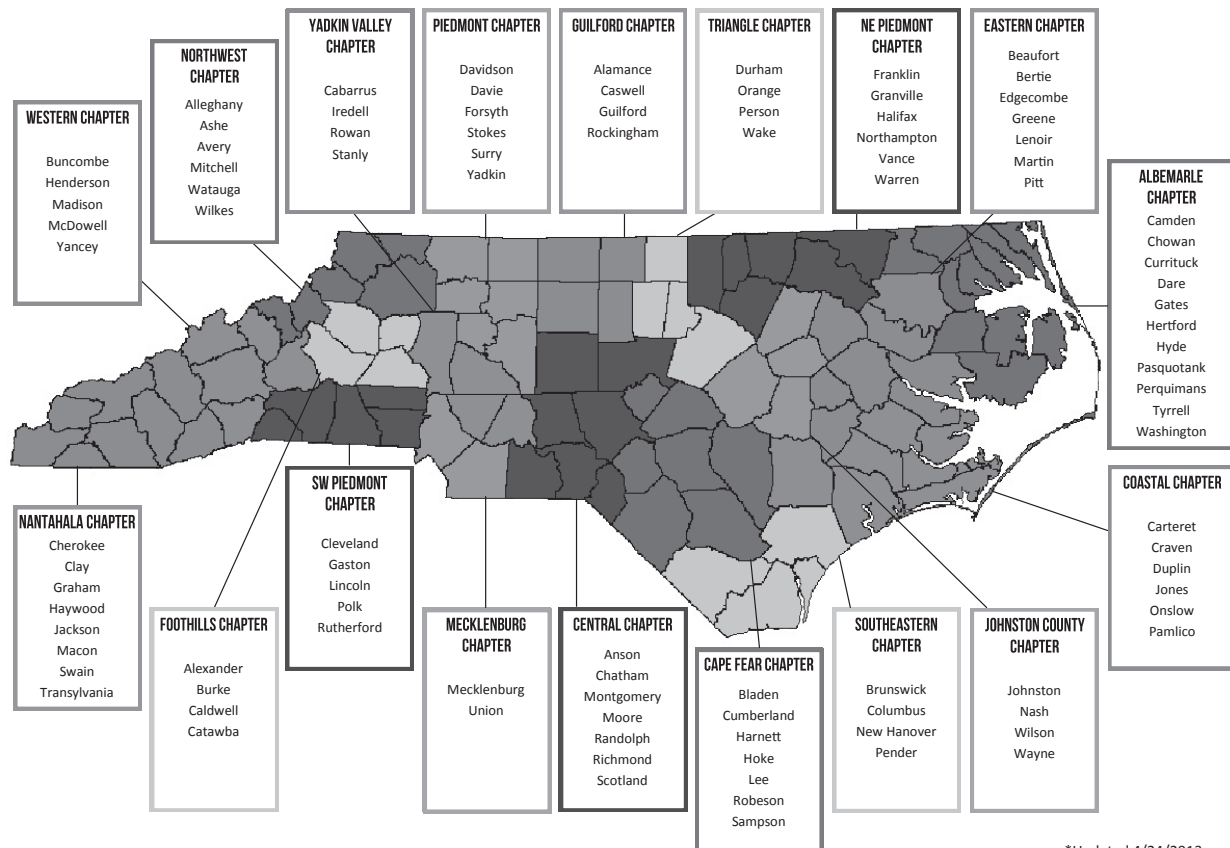 WESTERN CHAPTER
Buncombe
Henderson
Madison
McDowell
Yancey
NORTHWEST
CHAPTER
Alleghany
Ashe
Avery
Mitchell
Watauga
Wilkes
YADKIN VALLEY
CHAPTER
Cabarrus
Iredell
Rowan
Stanly
PIEDMONT CHAPTER
Davidson
Davie
Forsyth
Stokes
Surry
Yadkin
GUILFORD CHAPTER
Alamance
Caswell
Guilford
Rockingham
TRIANGLE CHAPTER
Durham
Orange
Person
Wake
NE PIEDMONT
CHAPTER
Franklin
Granville
Halifax
Northampton
Vance
Warren
EASTERN CHAPTER
Beaufort
Bertie
Edgecombe
Greene
Lenoir
Martin
Pitt
ALBEMARLE
CHAPTER
Camden
Chowan
Currituck
Dare
Gates
Hertford
Hyde
Pasquotank
Perquimans
Tyrrell
Washington
NANTAHALA CHAPTER
Cherokee
Clay
Graham
Haywood
Jackson
Macon
Swain
Transylvania
FOOTHILLS CHAPTER
Alexander
Burke
Caldwell
Catawba
SW PIEDMONT
CHAPTER
Cleveland
Gaston
Lincoln
Polk
Rutherford
MECKLENBURG
CHAPTER
Mecklenburg
Union
CENTRAL CHAPTER
Anson
Chatham
Montgomery
Moore
Randolph
Richmond
Scotland
CAPE FEAR CHAPTER
Bladen
Cumberland
Harnett
Hoke
Lee
Robeson
Sampson
SOUTHEASTERN
CHAPTER
Brunswick
Columbus
New Hanover
Pender
JOHNSTON COUNTY
CHAPTER
Johnston
Nash
Wilson
Wayne
COASTAL CHAPTER
Carteret
Craven
Duplin
Jones
Onslow
Pamlico